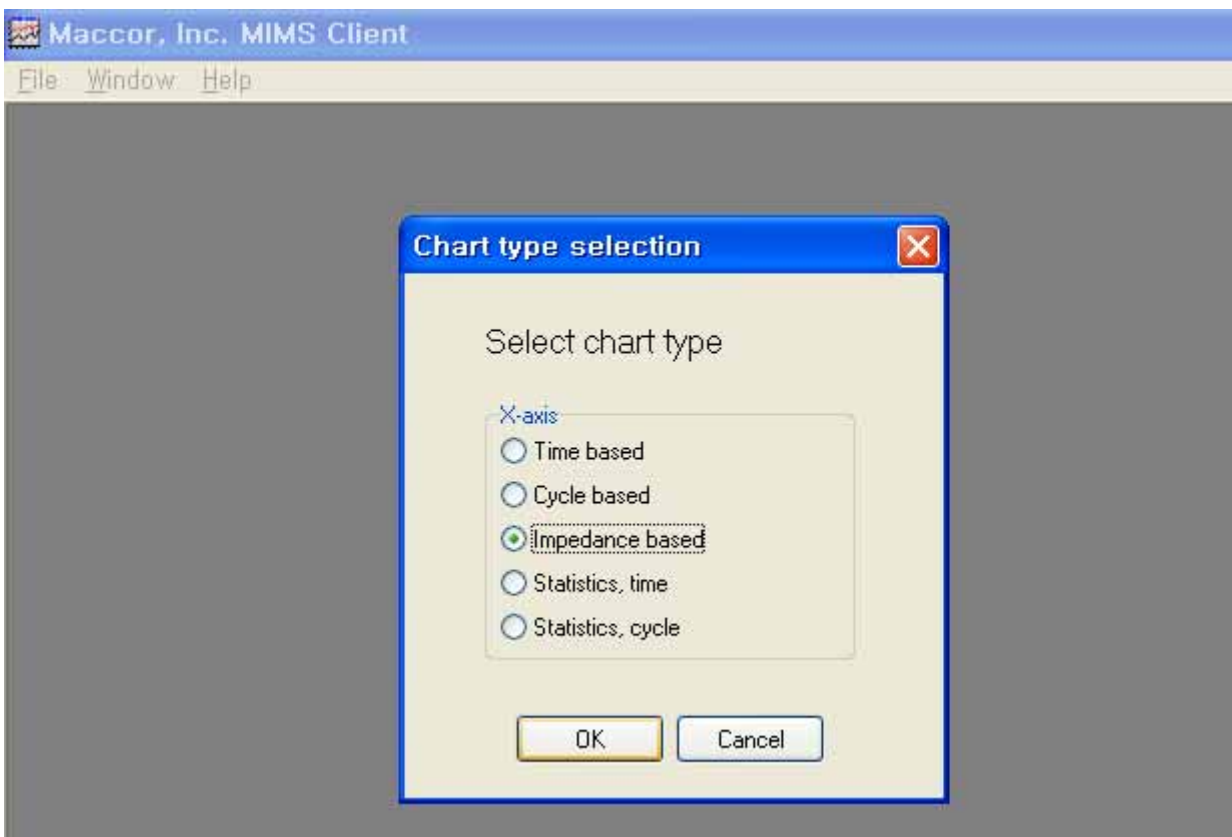 Maccor, Inc. MIMS Client
File Window Help
Chart type selection
Select chart type
X-axis
Time based
Cycle based
Impedance based
Statistics, time
Statistics, cycle
OK Cancel